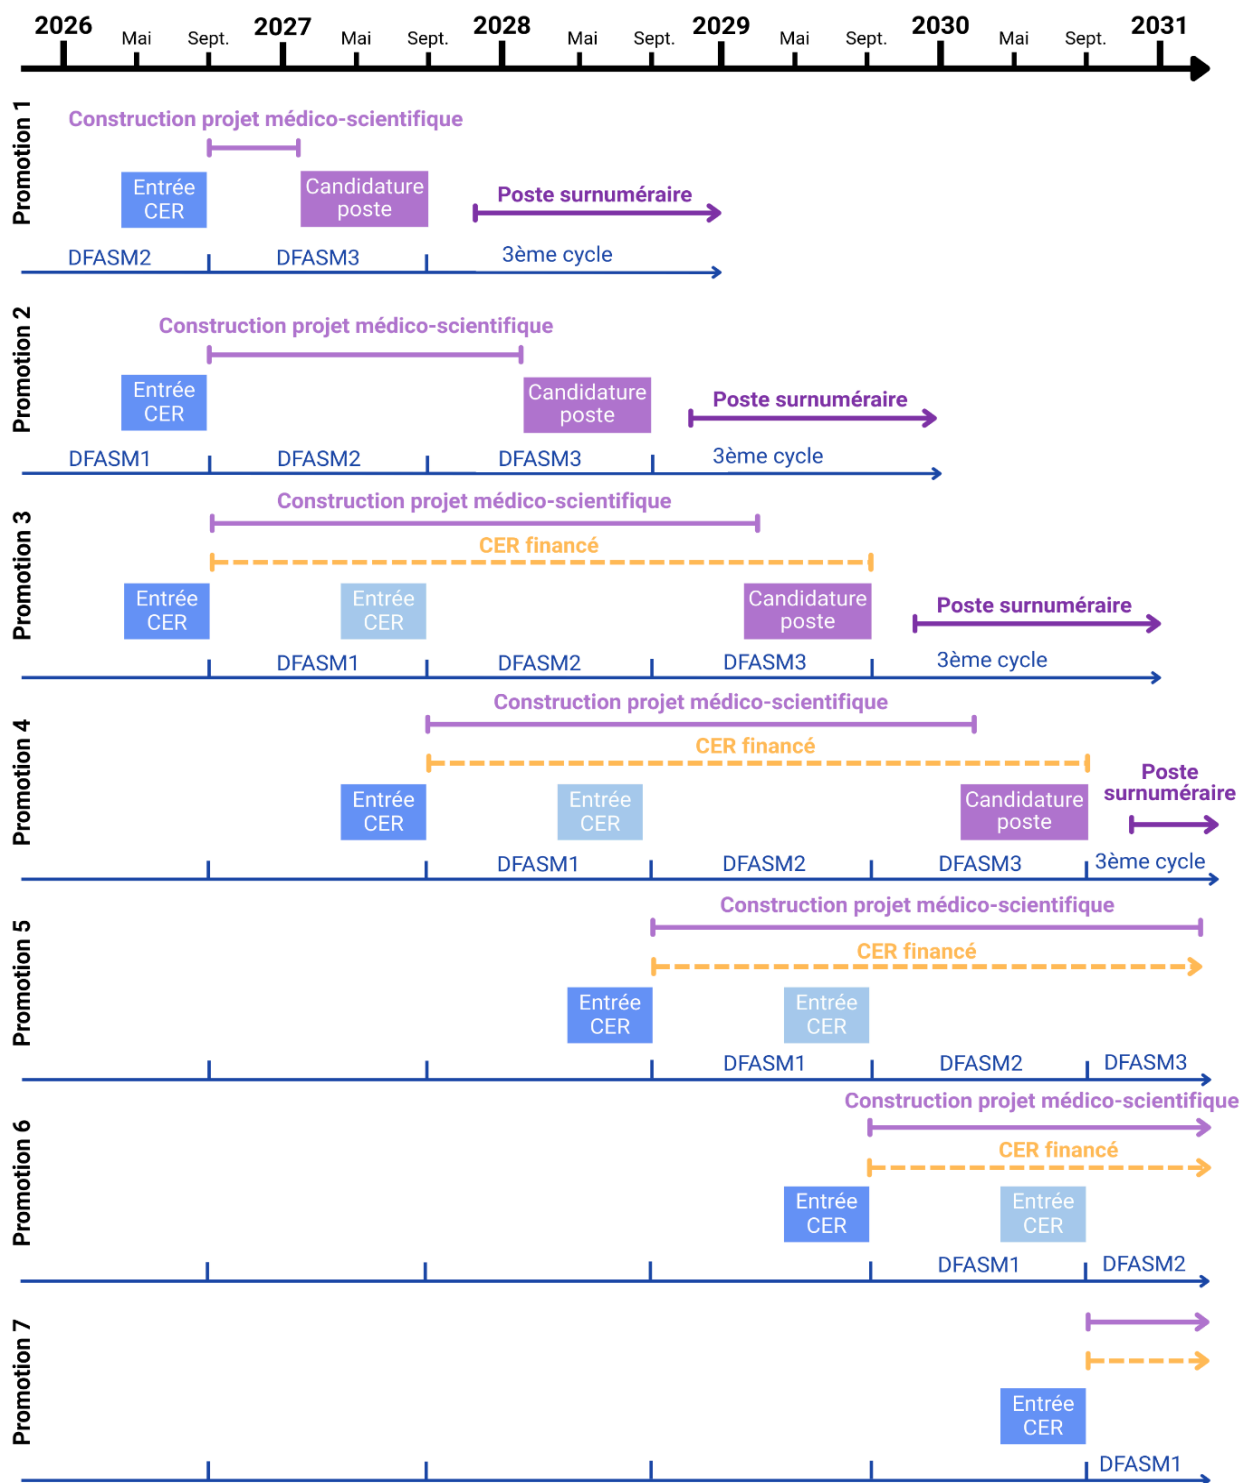 2026
Mai
Sept.
2027
Mai
Sept.
2028
Mai
Sept.
2029
Mai
Sept.
2030
Mai
Sept.
2031
Promotion 1
Construction projet médico-scientifique
Entrée
CER
Candidature
poste
Poste surnuméraire
DFASM2
DFASM3
3ème cycle
Promotion 2
Construction projet médico-scientifique
Entrée
CER
Candidature
poste
Poste surnuméraire
DFASM1
DFASM2
DFASM3
3ème cycle
Promotion 3
Construction projet médico-scientifique
CER financé
Entrée
CER
Entrée
CER
Candidature
poste
Poste surnuméraire
DFASM1
DFASM2
DFASM3
3ème cycle
Promotion 4
Construction projet médico-scientifique
CER financé
Entrée
CER
Entrée
CER
Candidature
poste
Poste
surnuméraire
DFASM1
DFASM2
DFASM3
3ème cycle
Promotion 5
Construction projet médico-scientifique
CER financé
Entrée
CER
Entrée
CER
DFASM1
DFASM2
DFASM3
Promotion 6
Construction projet médico-scientifique
CER financé
Entrée
CER
Entrée
CER
DFASM1
DFASM2
Promotion 7
Entrée
CER
DFASM1